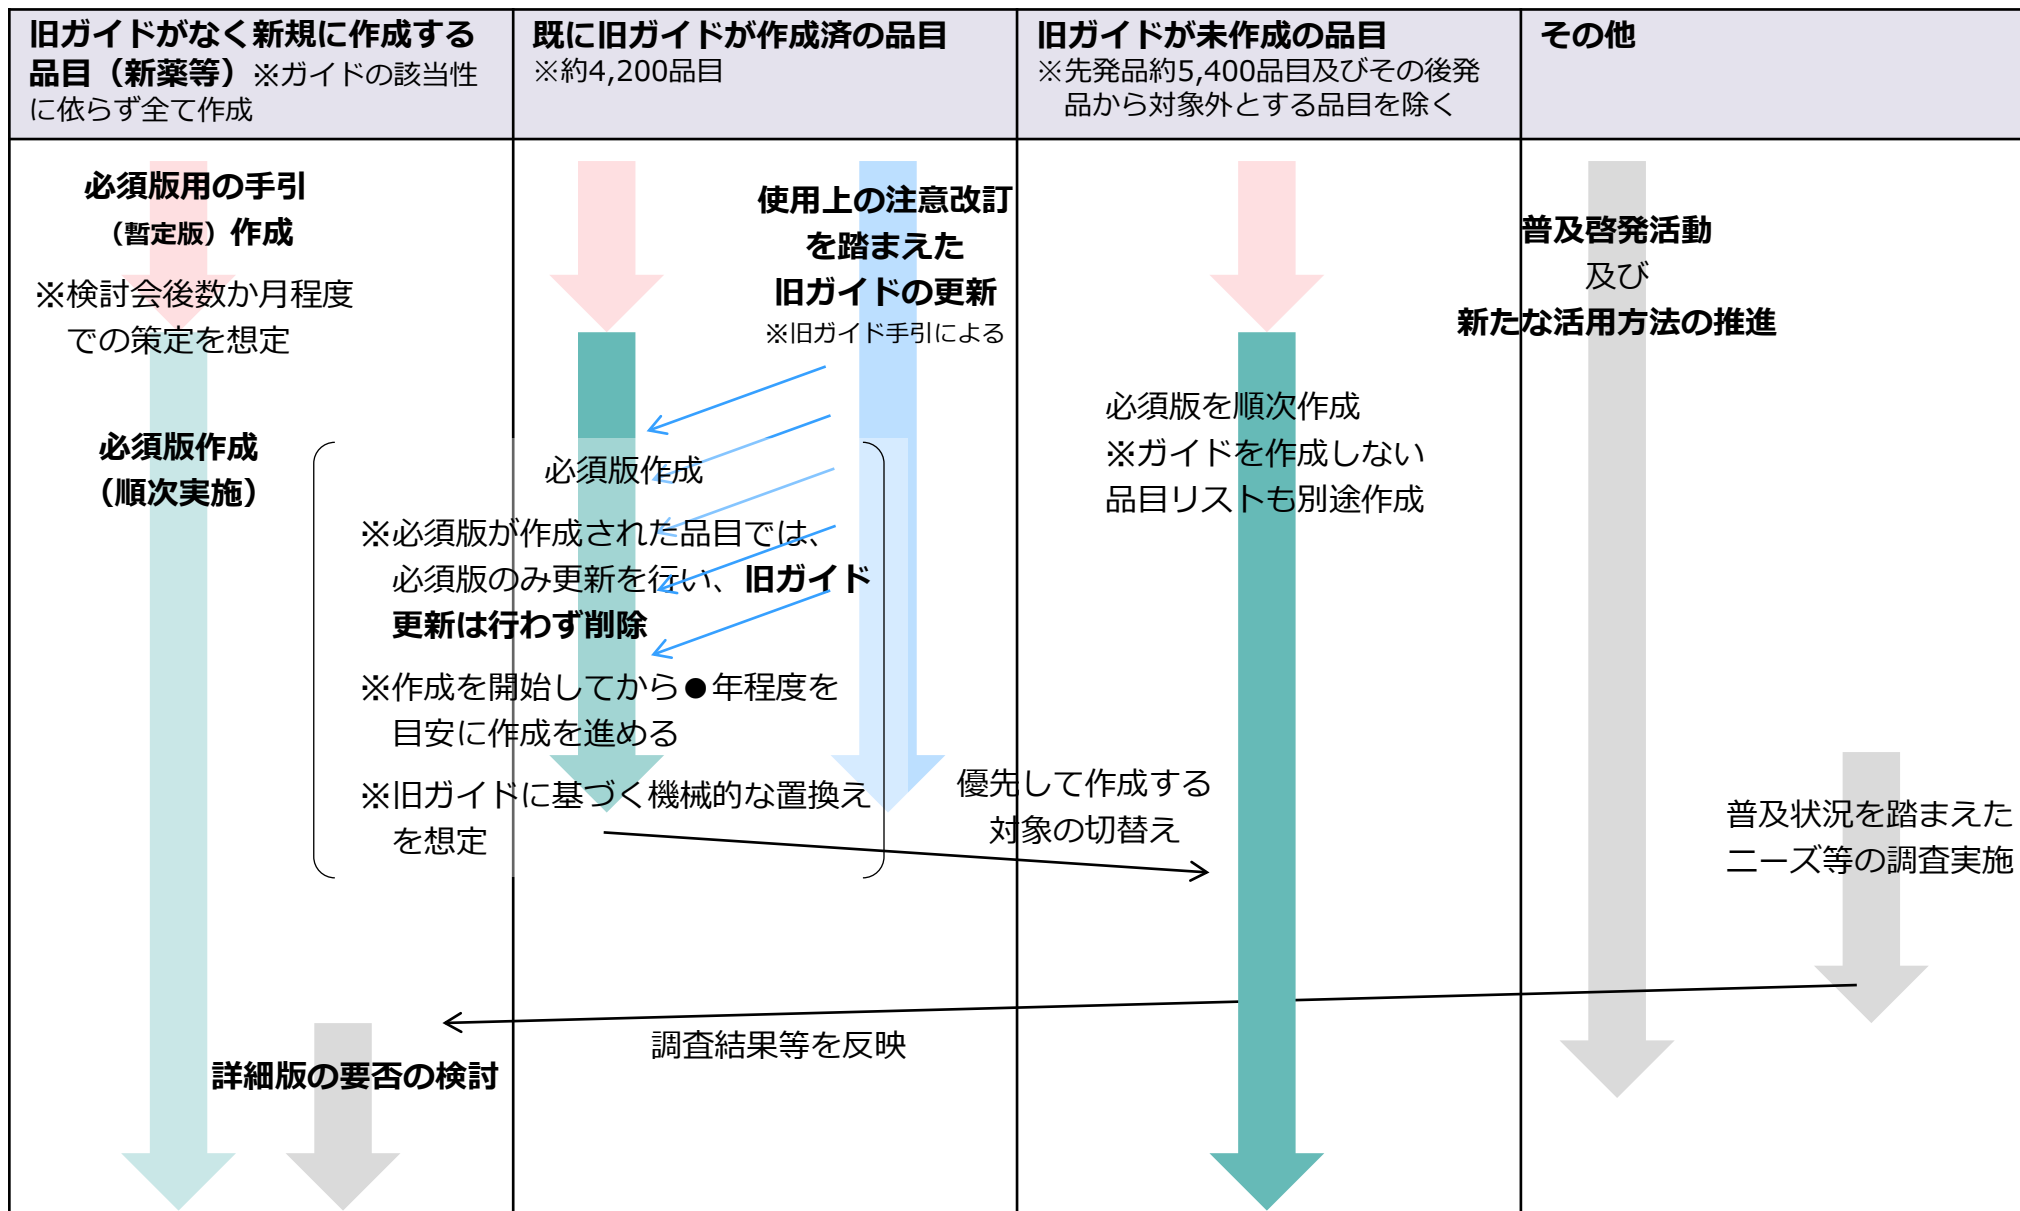 旧ガイドがなく新規に作成する
品目（新薬等）※ガイドの該当性
に依らず全て作成
既に旧ガイドが作成済の品目
※約4,200品目
旧ガイドが未作成の品目
※先発品約5,400品目及びその後発
品から対象外とする品目を除く
その他
必須版用の手引
（暫定版）作成
※検討会後数か月程度
での策定を想定
必須版作成
（順次実施）
詳細版の要否の検討
使用上の注意改訂
を踏まえた
旧ガイドの更新
※旧ガイド手引による
必須版作成
※必須版が作成された品目では、
必須版のみ更新を行い、旧ガイド
更新は行わず削除
※作成を開始してから●年程度を
目安に作成を進める
※旧ガイドに基づく機械的な置換え
を想定
優先して作成する
対象の切替え
調査結果等を反映
必須版を順次作成
※ガイドを作成しない
品目リストも別途作成
普及啓発活動
及び
新たな活用方法の推進
普及状況を踏まえた
ニーズ等の調査実施